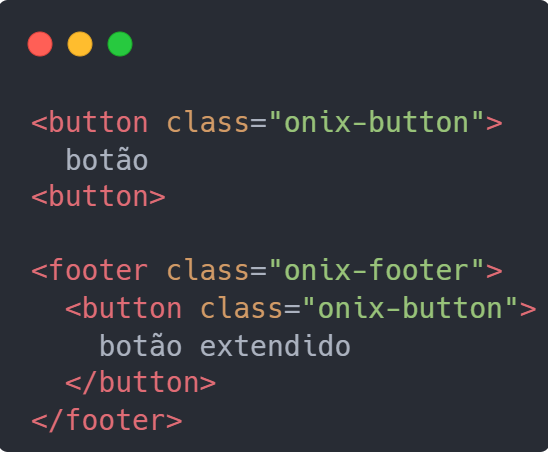 <button class="onix-button">
  botão
<button>

<footer class="onix-footer">
  <button class="onix-button">
    botão extendido
  </button>
</footer>